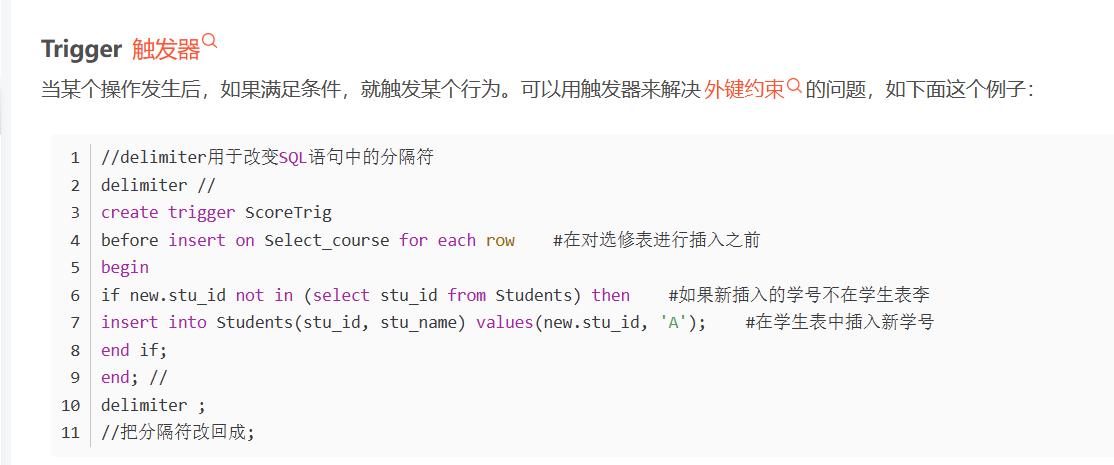 Trigger 触发器
当某个操作发生后，如果满足条件，就触发某个行为。可以用触发器来解决 外键约束 的问题，如下面这个例子：
1 //delimiter用于改变SQL语句中的分隔符
2 delimiter //
3 create trigger ScoreTrig
4 before insert on Select_course for each row    #在对选修表进行插入之前
5 begin
6 if new.stu_id not in (select stu_id from Students) then    #如果新插入的学号不在学生表李
7 insert into Students(stu_id, stu_name) values(new.stu_id, 'A');    #在学生表中插入新学号
8 end if;
9 end; //
10 delimiter ;
11 //把分隔符改回成;